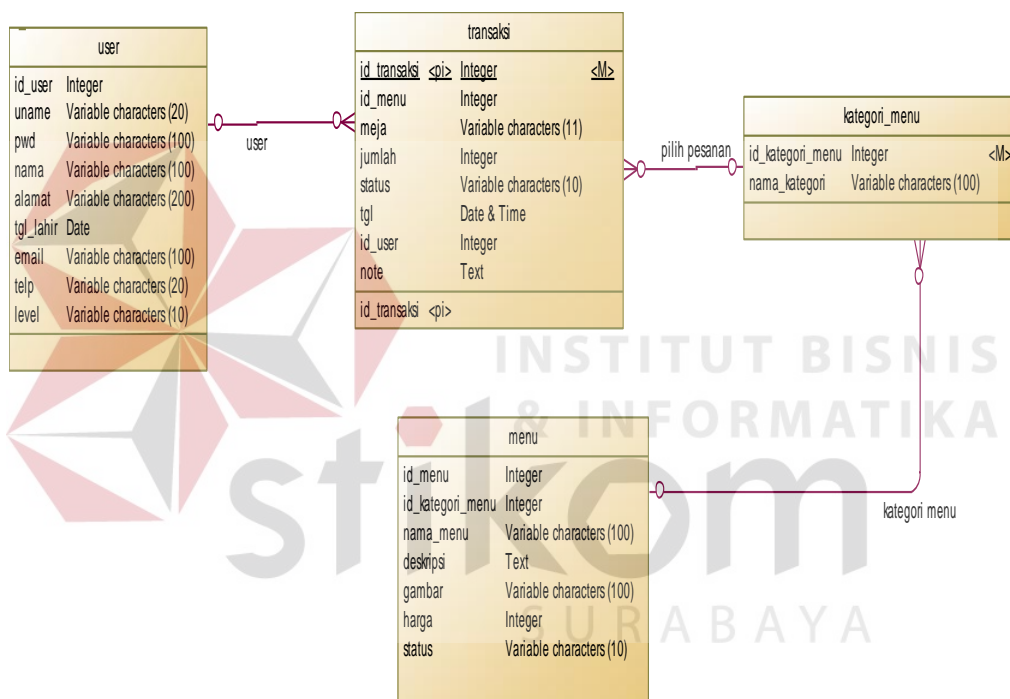 user
id_user Integer
uname Variable characters (20)
pwd Variable characters (100)
nama Variable characters (100)
alamat Variable characters (200)
tgl_lahir Date
email Variable characters (100)
telp Variable characters (20)
level Variable characters (10)
user
transaksi
id_transaksi <pi> Integer <M>
id_menu Integer
meja Variable characters (11)
jumlah Integer
status Variable characters (10)
tgl Date & Time
id_user Integer
note Text
id_transaksi <pi>
pilih pesanan
kategori_menu
id_kategori_menu Integer <M>
nama_kategori Variable characters (100)
kategori menu
menu
id_menu Integer
id_kategori_menu Integer
nama_menu Variable characters (100)
deskripsi Text
gambar Variable characters (100)
harga Integer
status Variable characters (10)
INSTITUT BISNIS
& INFORMATIKA
stikom
SURABAYA